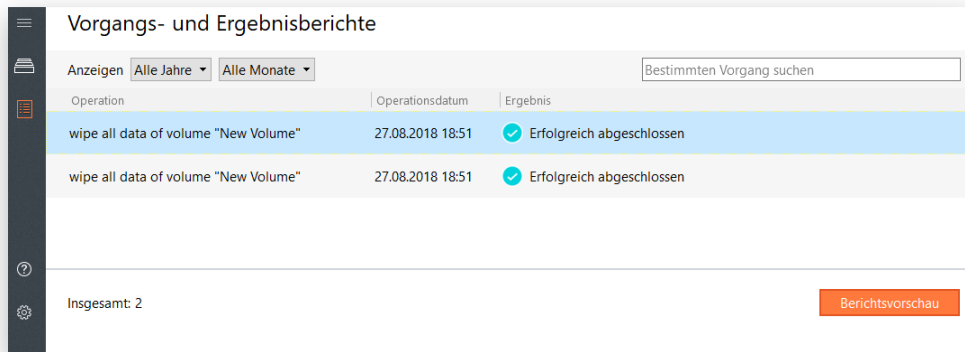 Vorgangs- und Ergebnisberichte
Anzeigen Alle Jahre Alle Monate Bestimmten Vorgang suchen
Operation Operationsdatum Ergebnis
wipe all data of volume "New Volume" 27.08.2018 18:51 Erfolgreich abgeschlossen
wipe all data of volume "New Volume" 27.08.2018 18:51 Erfolgreich abgeschlossen
Insgesamt: 2 Berichtsvorschau